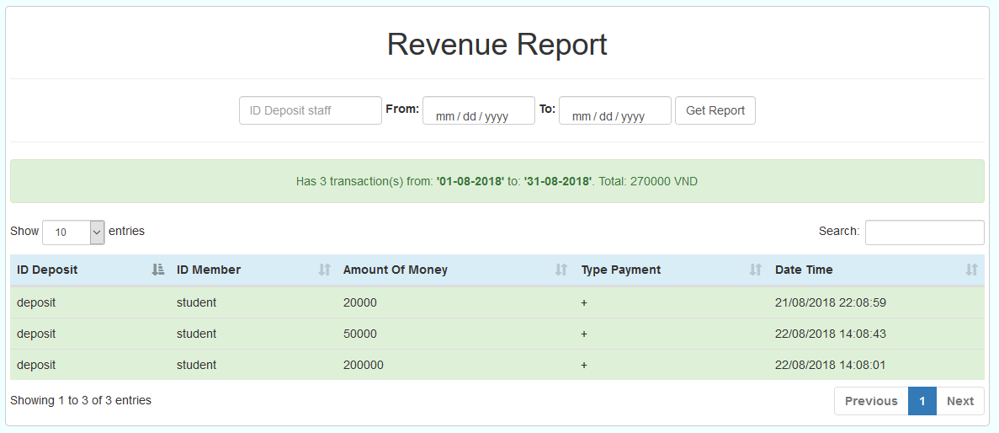 Revenue Report
ID Deposit staff From: mm / dd / yyyy To: mm / dd / yyyy Get Report
Has 3 transaction(s) from: '01-08-2018' to: '31-08-2018'. Total: 270000 VND
Show 10 entries Search:
ID Deposit ID Member Amount Of Money Type Payment Date Time
deposit student 20000 + 21/08/2018 22:08:59
deposit student 50000 + 22/08/2018 14:08:43
deposit student 200000 + 22/08/2018 14:08:01
Showing 1 to 3 of 3 entries Previous 1 Next